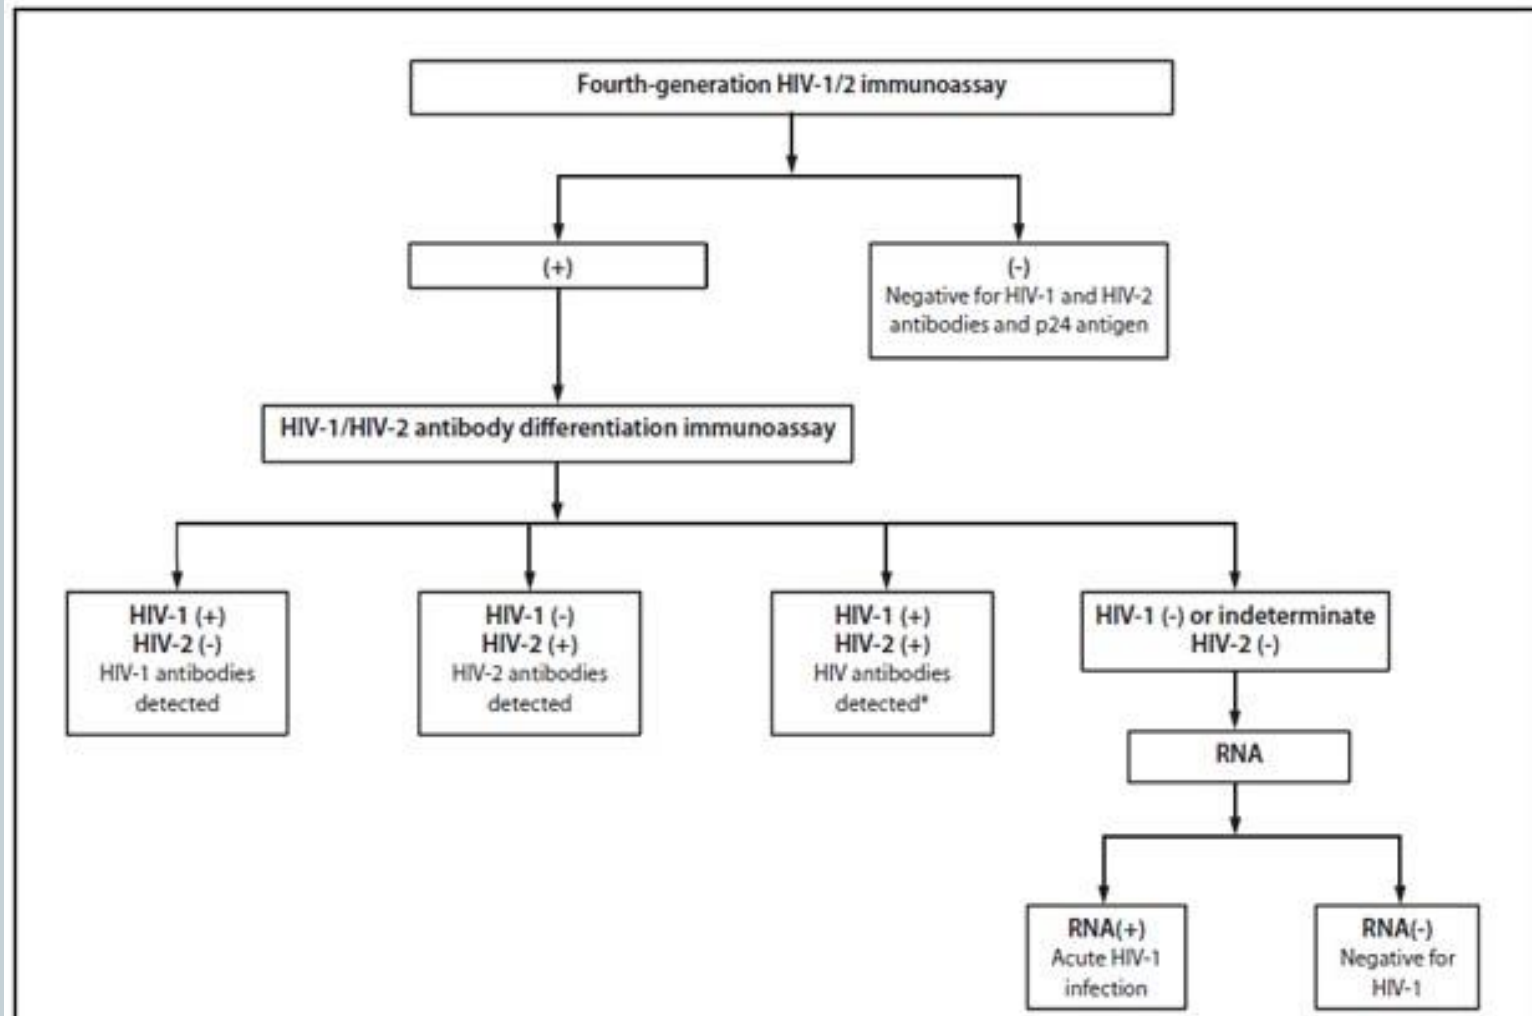 Fourth-generation HIV-1/2 immunoassay
(+)
(-)
Negative for HIV-1 and HIV-2
antibodies and p24 antigen
HIV-1/HIV-2 antibody differentiation immunoassay
HIV-1 (+)
HIV-2 (-)
HIV-1 antibodies
detected
HIV-1 (-)
HIV-2 (+)
HIV-2 antibodies
detected
HIV-1 (+)
HIV-2 (+)
HIV antibodies
detected*
HIV-1 (-) or indeterminate
HIV-2 (-)
RNA
RNA(+)
Acute HIV-1
infection
RNA(-)
Negative for
HIV-1